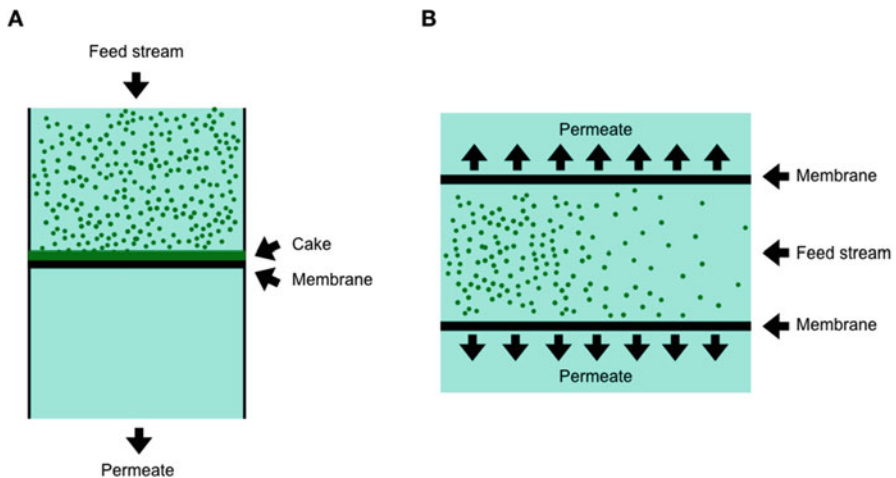 A
Feed stream
Cake
Membrane
Permeate
B
Permeate
Membrane
Feed stream
Membrane
Permeate